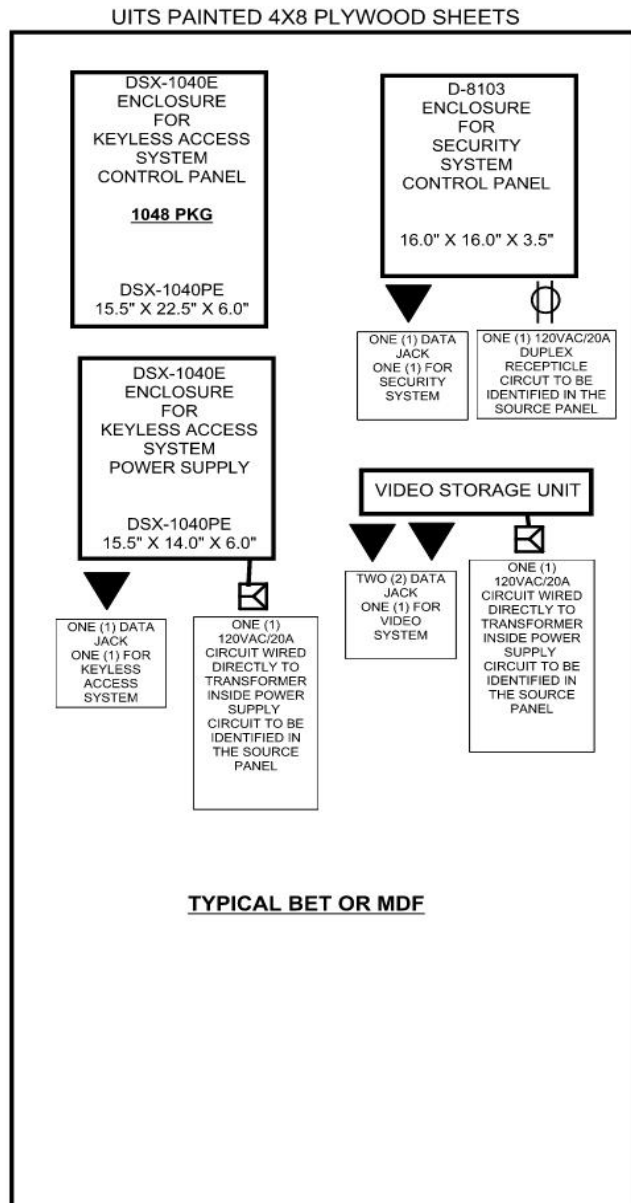 UITS PAINTED 4X8 PLYWOOD SHEETS
DSX-1040E
ENCLOSURE
FOR
KEYLESS ACCESS
SYSTEM
CONTROL PANEL
1048 PKG
DSX-1040PE
15.5" X 22.5" X 6.0"
D-8103
ENCLOSURE
FOR
SECURITY
SYSTEM
CONTROL PANEL
16.0" X 16.0" X 3.5"
ONE (1) DATA
JACK
ONE (1) FOR
SECURITY
SYSTEM
ONE (1) 120VAC/20A
DUPLEX
RECEPTICLE
CIRCUT TO BE
IDENTIFIED IN THE
SOURCE PANEL
DSX-1040E
ENCLOSURE
FOR
KEYLESS ACCESS
SYSTEM
POWER SUPPLY
DSX-1040PE
15.5" X 14.0" X 6.0"
ONE (1) DATA
JACK
ONE (1) FOR
KEYLESS
ACCESS
SYSTEM
ONE (1)
120VAC/20A
CIRCUIT WIRED
DIRECTLY TO
TRANSFORMER
INSIDE POWER
SUPPLY
CIRCUIT TO BE
IDENTIFIED IN
THE SOURCE
PANEL
VIDEO STORAGE UNIT
TWO (2) DATA
JACK
ONE (1) FOR
VIDEO
SYSTEM
ONE (1)
120VAC/20A
CIRCUIT WIRED
DIRECTLY TO
TRANSFORMER
INSIDE POWER
SUPPLY
CIRCUIT TO BE
IDENTIFIED IN
THE SOURCE
PANEL
TYPICAL BET OR MDF